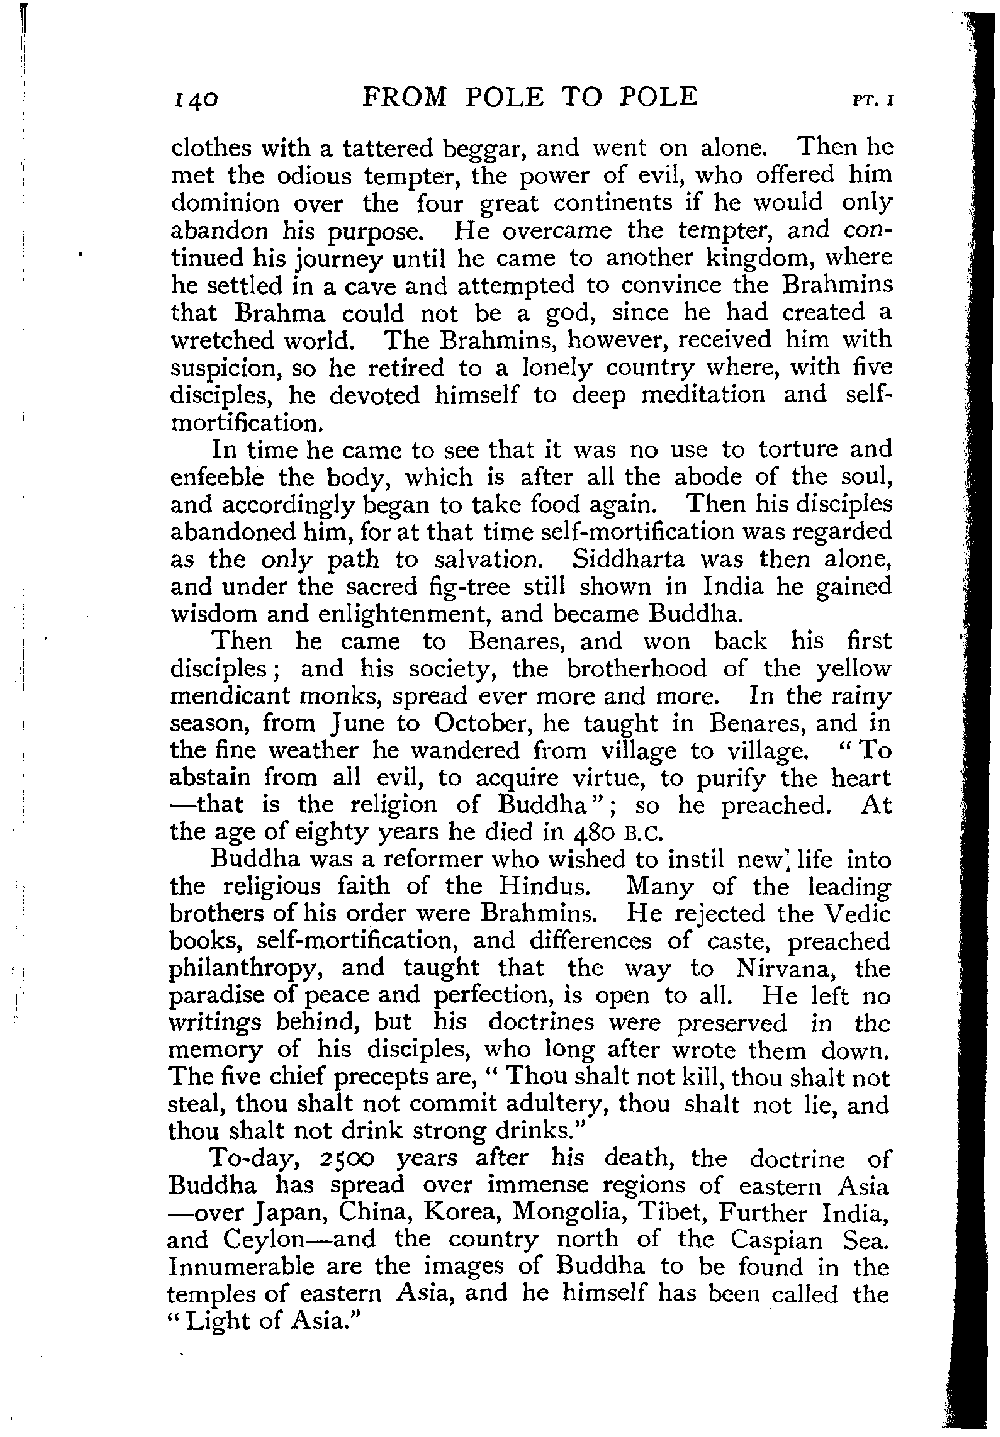 140 FROM POLE TO POLE PT. I
clothes with a tattered beggar, and went on alone. Then he
met the odious tempter, the power of evil, who offered him
dominion over the four great continents if he would only
abandon his purpose. He overcame the tempter, and con-
tinued his journey until he came to another kingdom, where
he settled in a cave and attempted to convince the Brahmins
that Brahma could not be a god, since he had created a
wretched world. The Brahmins, however, received him with
suspicion, so he retired to a lonely country where, with five
disciples, he devoted himself to deep meditation and self-
mortification.
In time he came to see that it was no use to torture and
enfeeble the body, which is after all the abode of the soul,
and accordingly began to take food again. Then his disciples
abandoned him, for at that time self-mortification was regarded
as the only path to salvation. Siddharta was then alone,
and under the sacred fig-tree still shown in India he gained
wisdom and enlightenment, and became Buddha.
Then he came to Benares, and won back his first
disciples; and his society, the brotherhood of the yellow
mendicant monks, spread ever more and more. In the rainy
season, from June to October, he taught in Benares, and in
the fine weather he wandered from village to village. "To
abstain from all evil, to acquire virtue, to purify the heart
—that is the religion of Buddha"; so he preached. At
the age of eighty years he died in 480 B.C.
Buddha was a reformer who wished to instil new life into
the religious faith of the Hindus. Many of the leading
brothers of his order were Brahmins. He rejected the Vedic
books, self-mortification, and differences of caste, preached
philanthropy, and taught that the way to Nirvana, the
paradise of peace and perfection, is open to all. He left no
writings behind, but his doctrines were preserved in the
memory of his disciples, who long after wrote them down.
The five chief precepts are, "Thou shalt not kill, thou shalt not
steal, thou shalt not commit adultery, thou shalt not lie, and
thou shalt not drink strong drinks."
To-day, 2500 years after his death, the doctrine of
Buddha has spread over immense regions of eastern Asia
—over Japan, China, Korea, Mongolia, Tibet, Further India,
and Ceylon—and the country north of the Caspian Sea.
Innumerable are the images of Buddha to be found in the
temples of eastern Asia, and he himself has been called the
"Light of Asia."